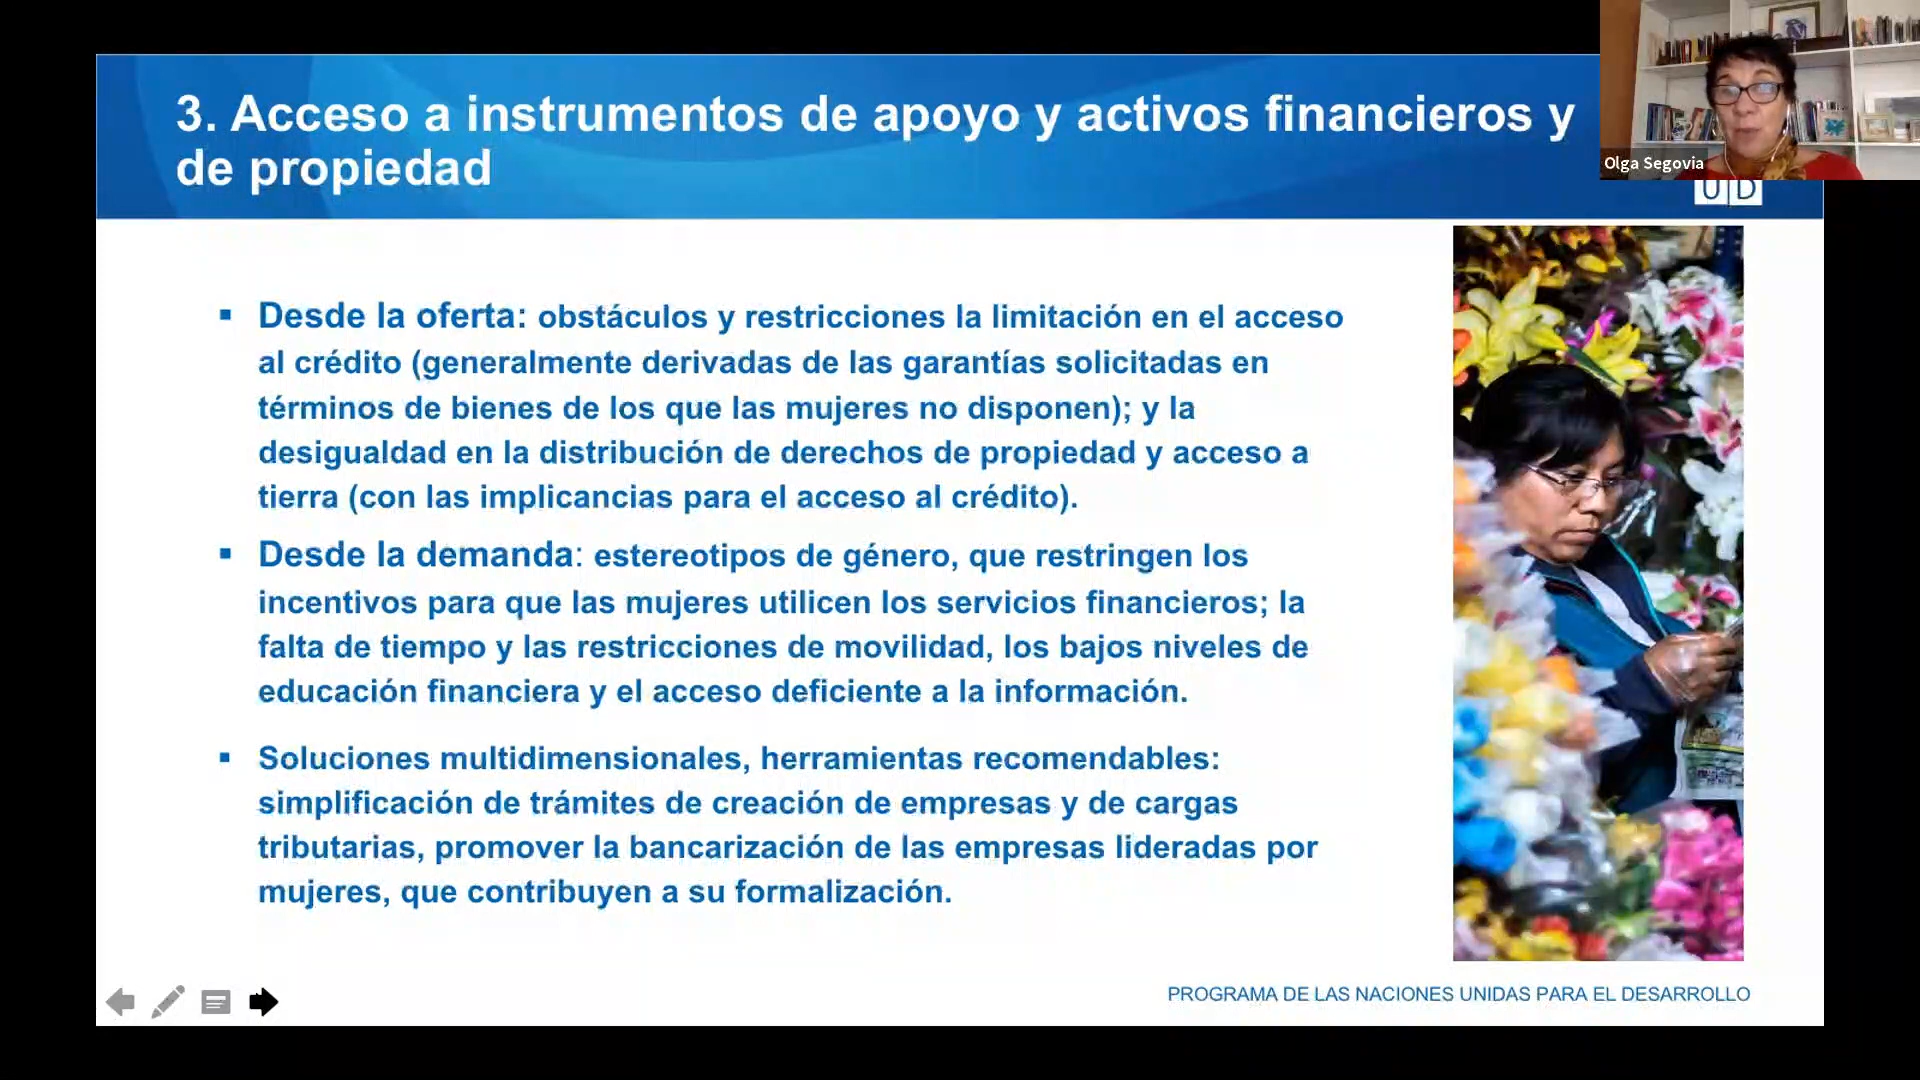 3. Acceso a instrumentos de apoyo y activos financieros y
de propiedad
Olga Segovia
U D
▪ Desde la oferta: obstáculos y restricciones la limitación en el acceso
al crédito (generalmente derivadas de las garantías solicitadas en
términos de bienes de los que las mujeres no disponen); y la
desigualdad en la distribución de derechos de propiedad y acceso a
tierra (con las implicancias para el acceso al crédito).
▪ Desde la demanda: estereotipos de género, que restringen los
incentivos para que las mujeres utilicen los servicios financieros; la
falta de tiempo y las restricciones de movilidad, los bajos niveles de
educación financiera y el acceso deficiente a la información.
▪ Soluciones multidimensionales, herramientas recomendables:
simplificación de trámites de creación de empresas y de cargas
tributarias, promover la bancarización de las empresas lideradas por
mujeres, que contribuyen a su formalización.
PROGRAMA DE LAS NACIONES UNIDAS PARA EL DESARROLLO